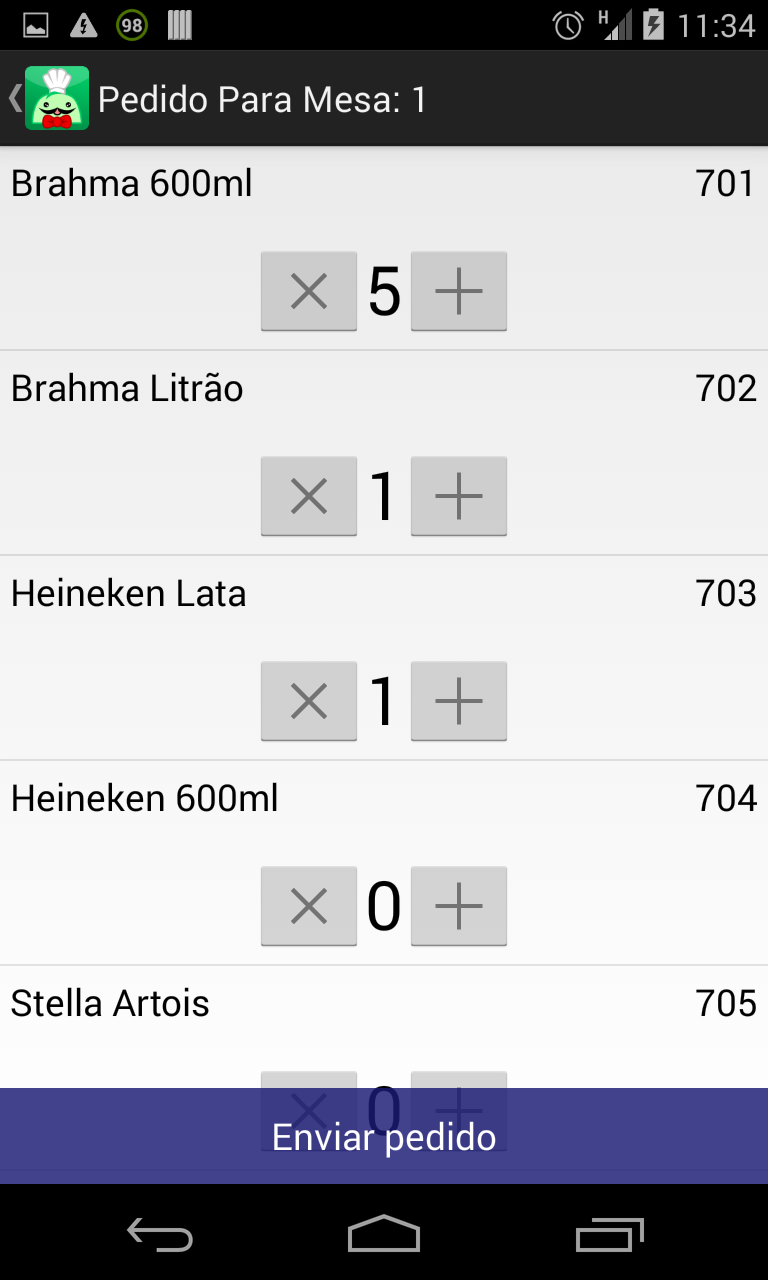 98 H 11:34
Pedido Para Mesa: 1
Brahma 600ml 701
5
Brahma Litrão 702
1
Heineken Lata 703
1
Heineken 600ml 704
0
Stella Artois 705
0
Enviar pedido